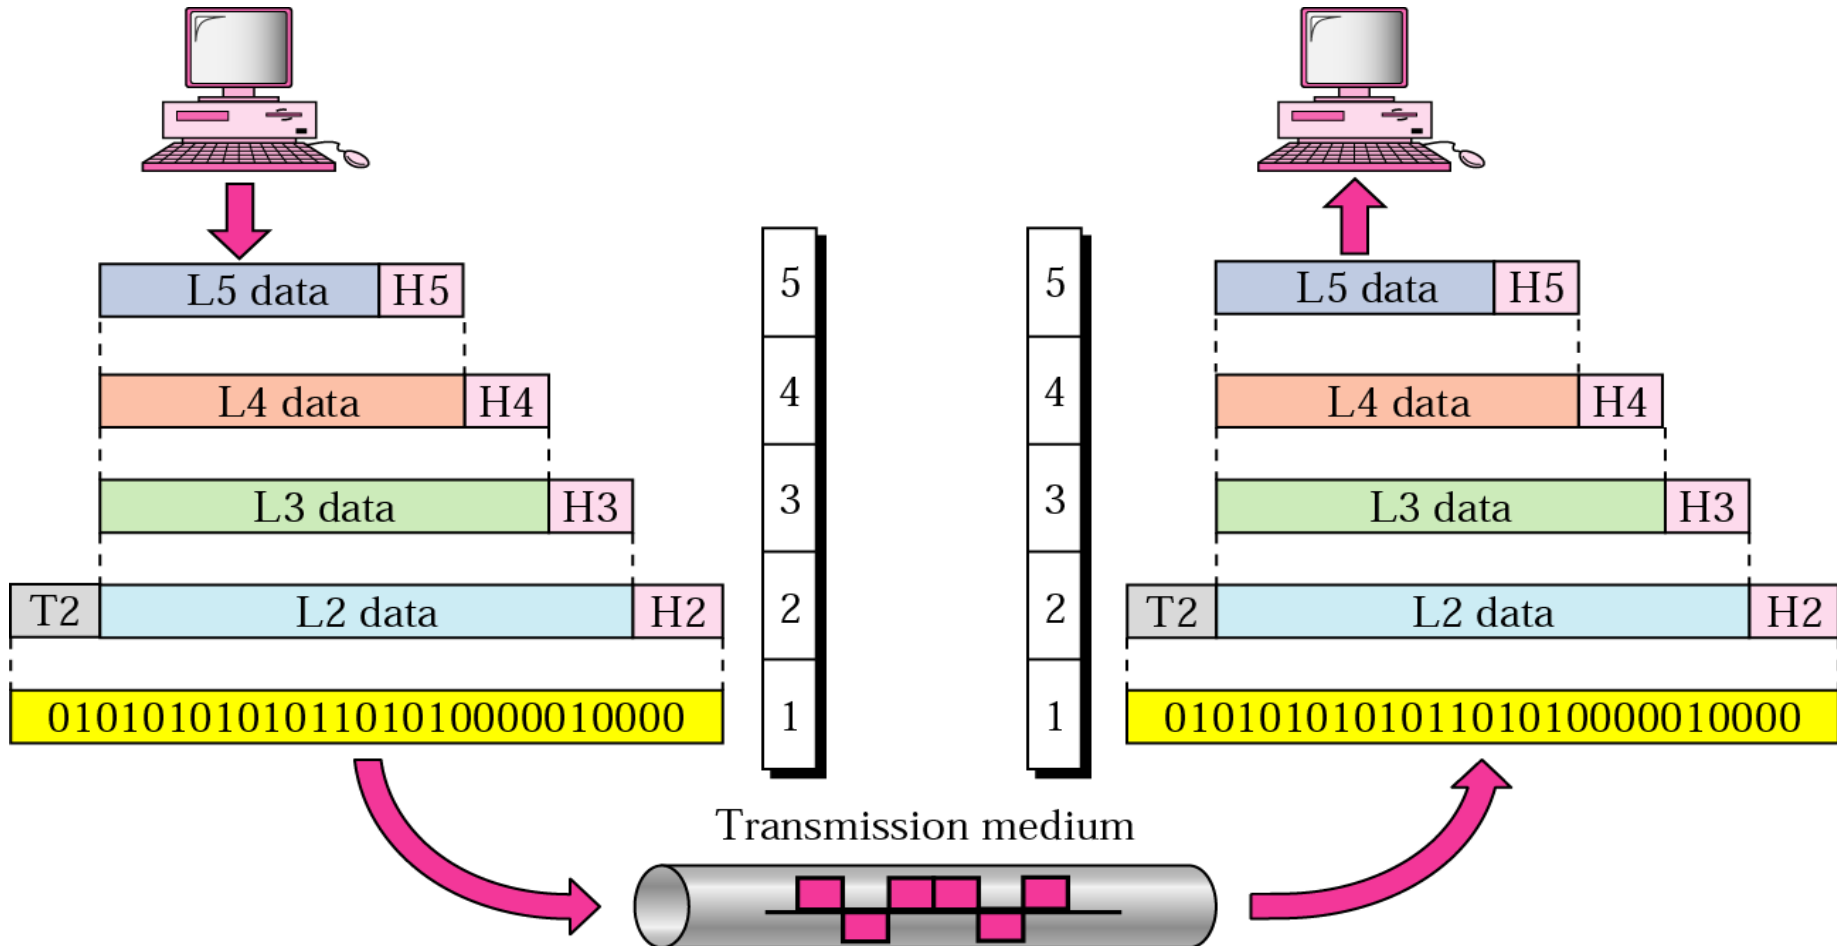 L5 data H5 5 5 L5 data H5
L4 data H4 4 4 L4 data H4
L3 data H3 3 3 L3 data H3
T2 L2 data H2 2 2 T2 L2 data H2
0101010101011010100000010000 1 1 0101010101011010100000010000
Transmission medium